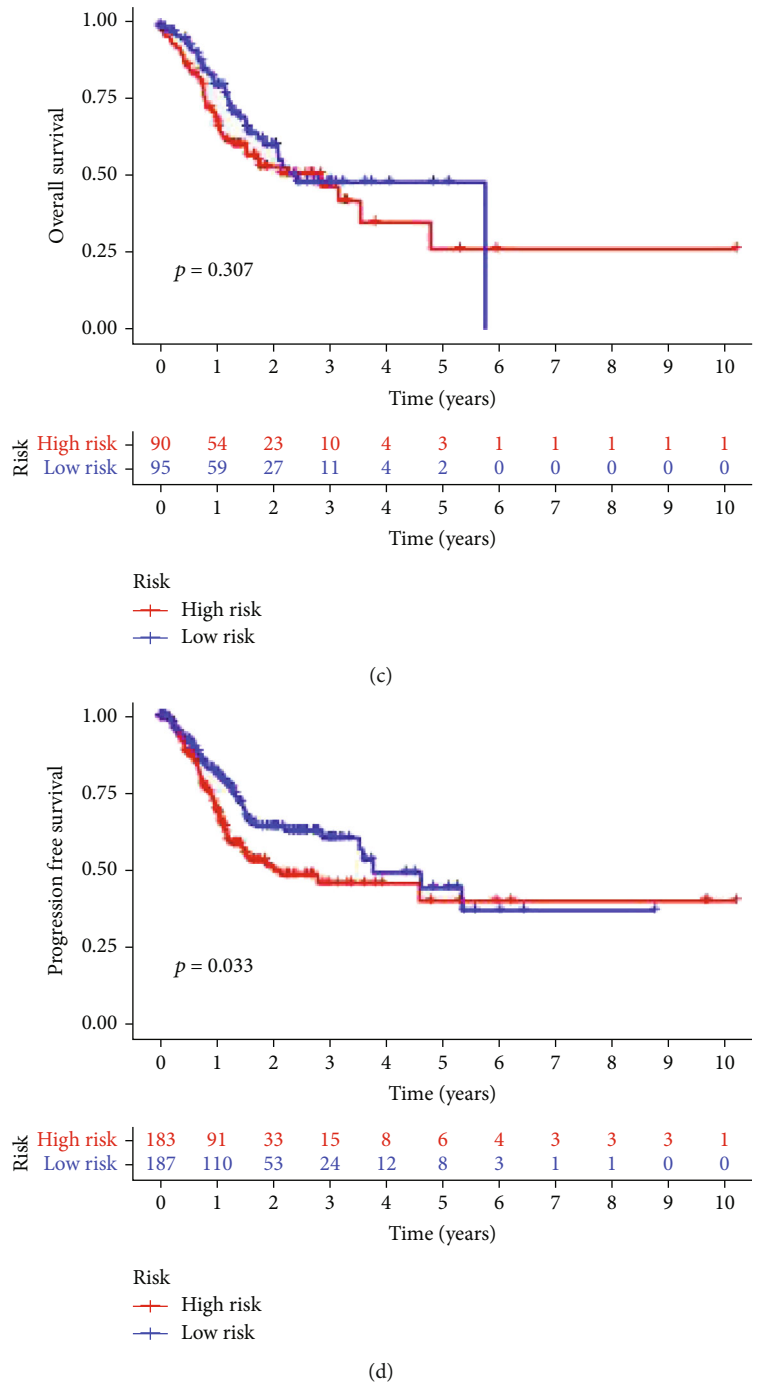 1.00
0.75
0.50
0.25
0.00
Overall survival
p = 0.307
0 1 2 3 4 5 6 7 8 9 10
Time (years)
Risk
High risk 90 54 23 10 4 3 1 1 1 1 1
Low risk 95 59 27 11 4 2 0 0 0 0 0
0 1 2 3 4 5 6 7 8 9 10
Time (years)
Risk
High risk
Low risk
(c)
1.00
0.75
0.50
0.25
0.00
Progression free survival
p = 0.033
0 1 2 3 4 5 6 7 8 9 10
Time (years)
Risk
High risk 183 91 33 15 8 6 4 3 3 3 1
Low risk 187 110 53 24 12 8 3 1 1 0 0
0 1 2 3 4 5 6 7 8 9 10
Time (years)
Risk
High risk
Low risk
(d)